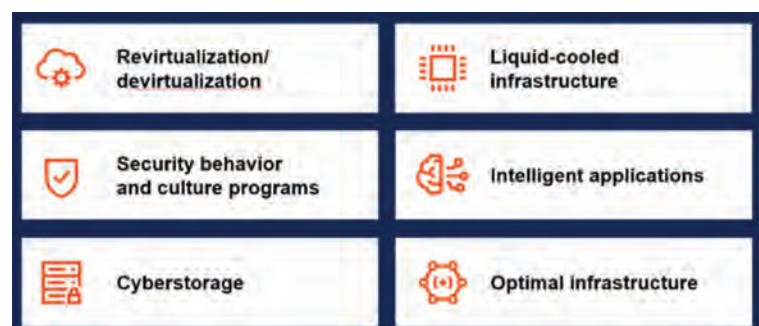 Revirtualization/
devirtualization
Liquid-cooled
infrastructure
Security behavior
and culture programs
Intelligent applications
Cyberstorage
Optimal infrastructure